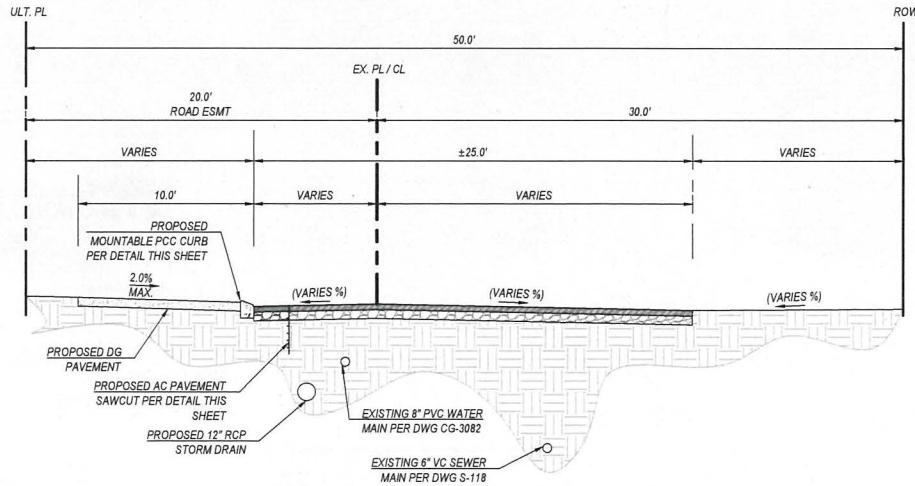 ULT. PL
ROW
50.0'
EX. PL / CL
20.0'
ROAD ESMT
30.0'
VARIES
±25.0'
VARIES
10.0'
VARIES
VARIES
PROPOSED
MOUNTABLE PCC CURB
PER DETAIL THIS SHEET
2.0%
MAX.
(VARIES %)
(VARIES %)
(VARIES %)
PROPOSED DG
PAVEMENT
PROPOSED AC PAVEMENT
SAWCUT PER DETAIL THIS
SHEET
PROPOSED 12" RCP
STORM DRAIN
EXISTING 8" PVC WATER
MAIN PER DWG CG-3082
EXISTING 6" VC SEWER
MAIN PER DWG S-118